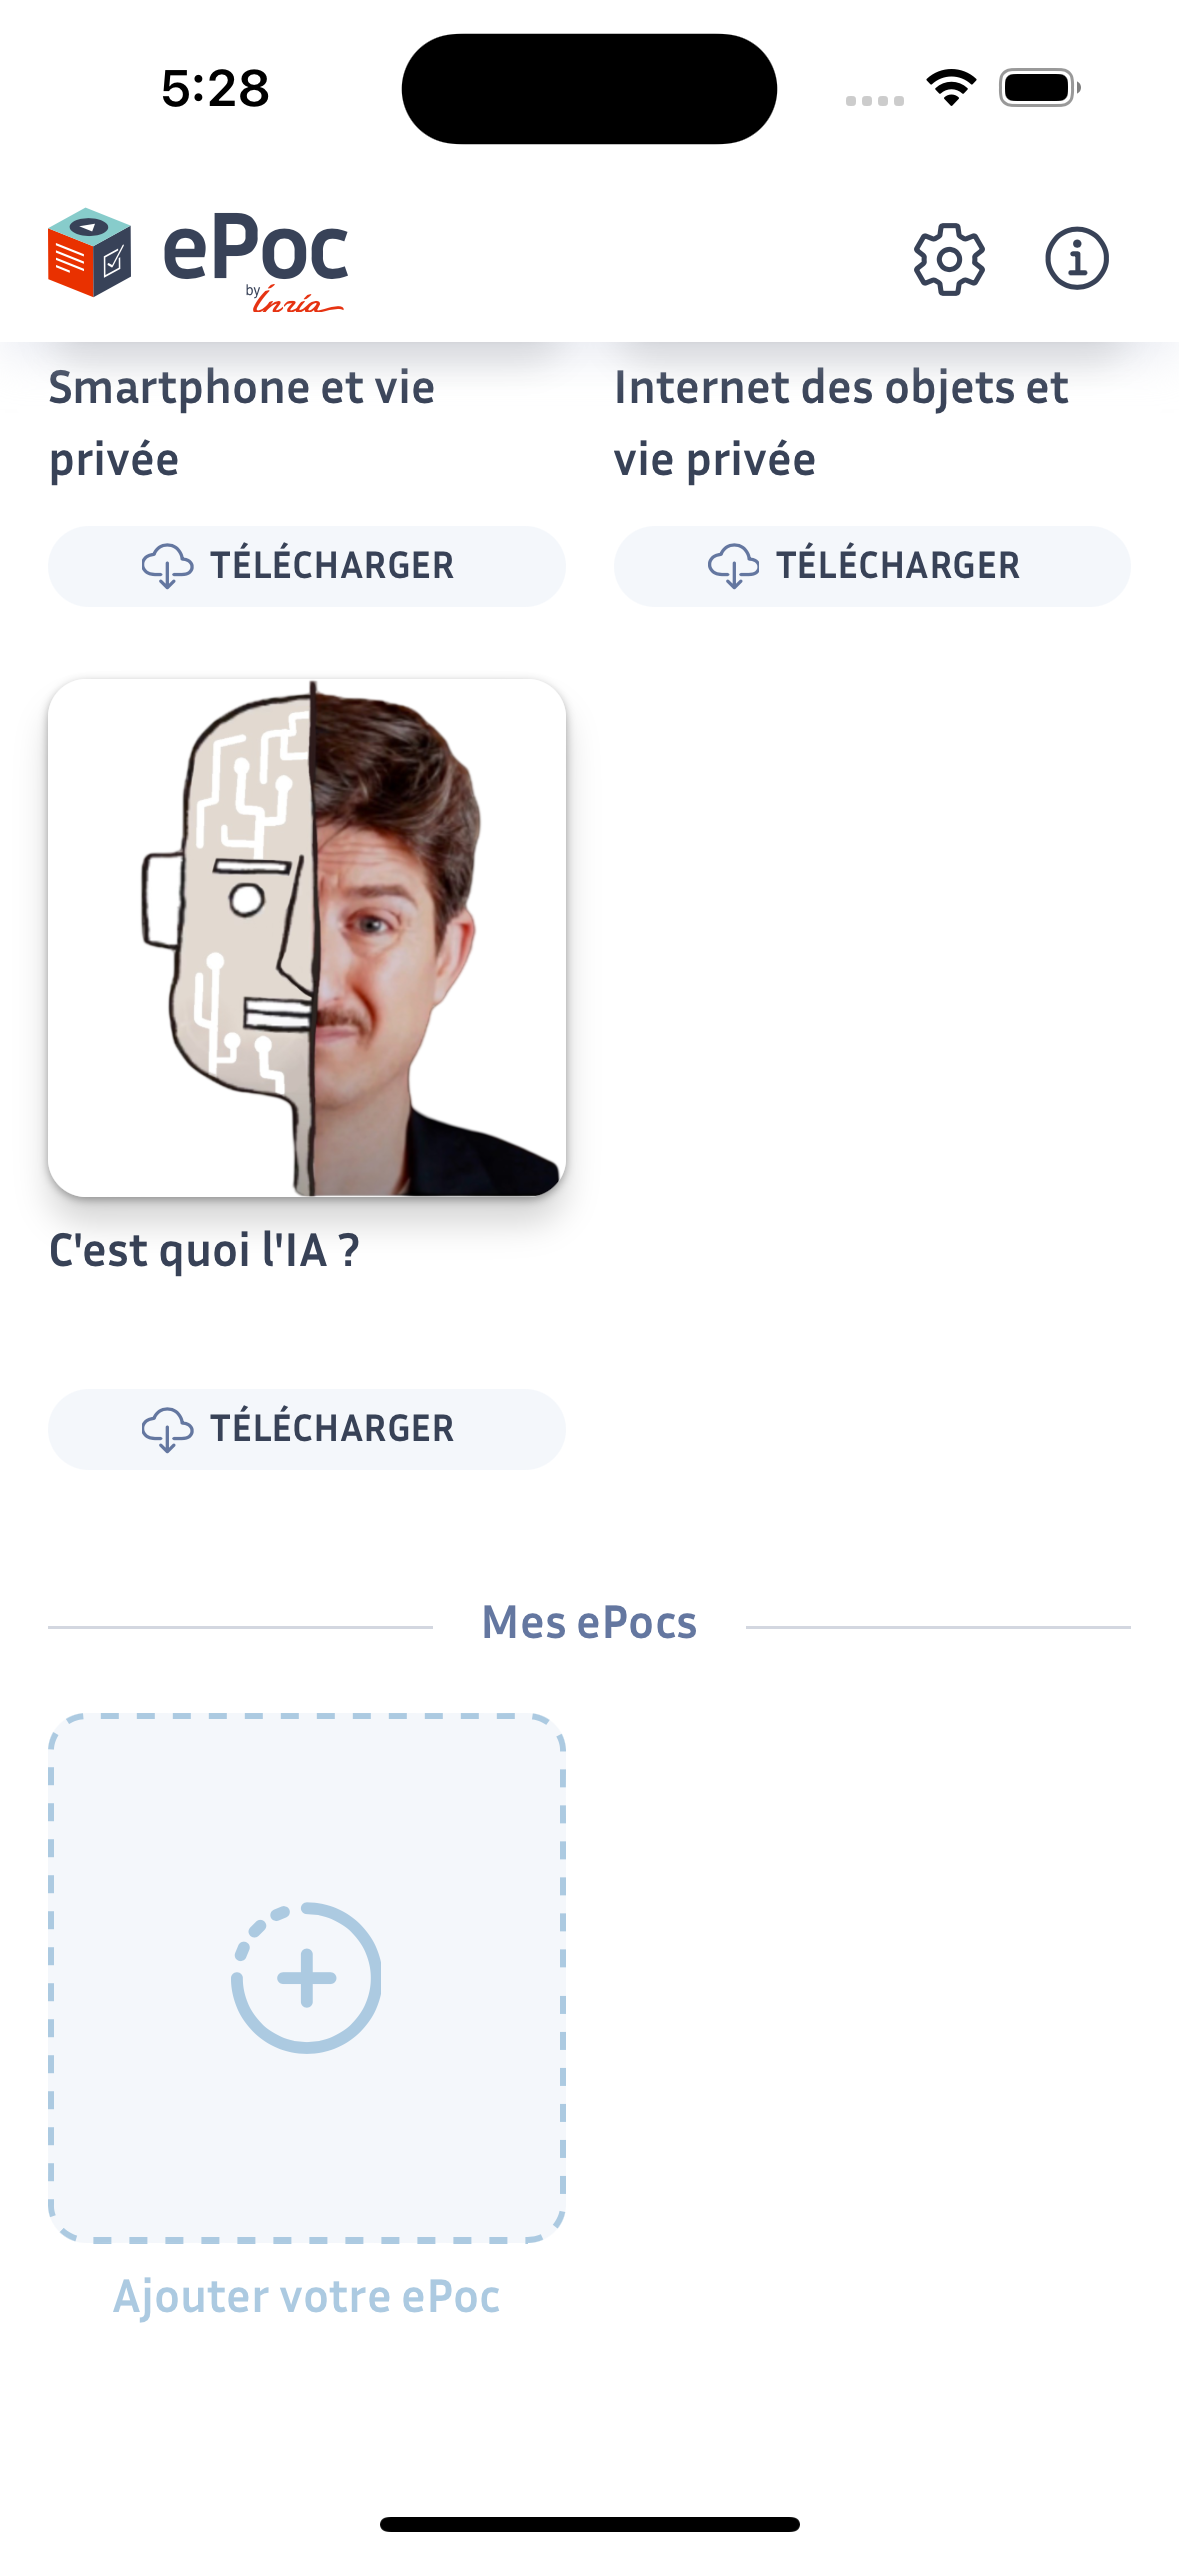 5:28
ePoc
by Inria
Smartphone et vie
privée
Internet des objets et
vie privée
TÉLÉCHARGER
TÉLÉCHARGER
C'est quoi l'IA ?
TÉLÉCHARGER
Mes ePocs
Ajouter votre ePoc